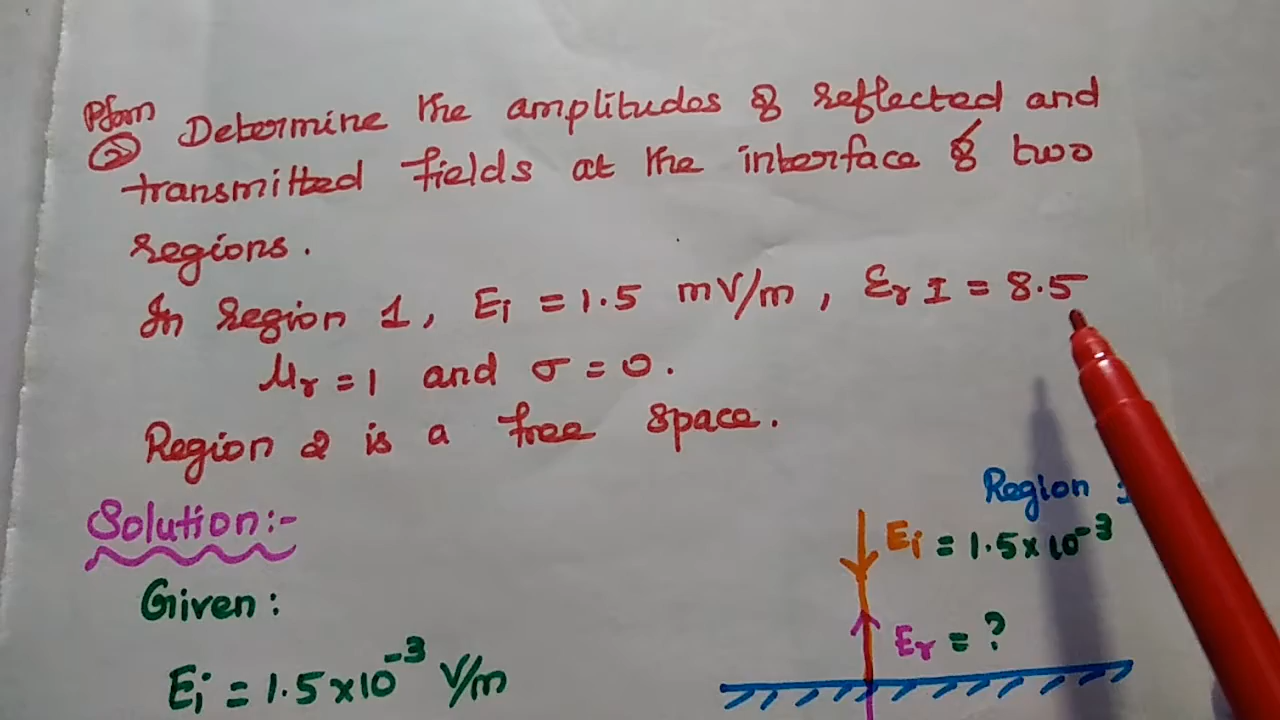 Pbm
② Determine the amplitudes of reflected and
transmitted fields at the interface of two
regions.
In Region 1, Ei = 1.5 mV/m, Ɛr I = 8.5
μr = 1 and σ = 0.
Region 2 is a free space.
Solution:-
Given:
Ei = 1.5 × 10⁻³ V/m
Region
Ei = 1.5 × 10⁻³
Er = ?